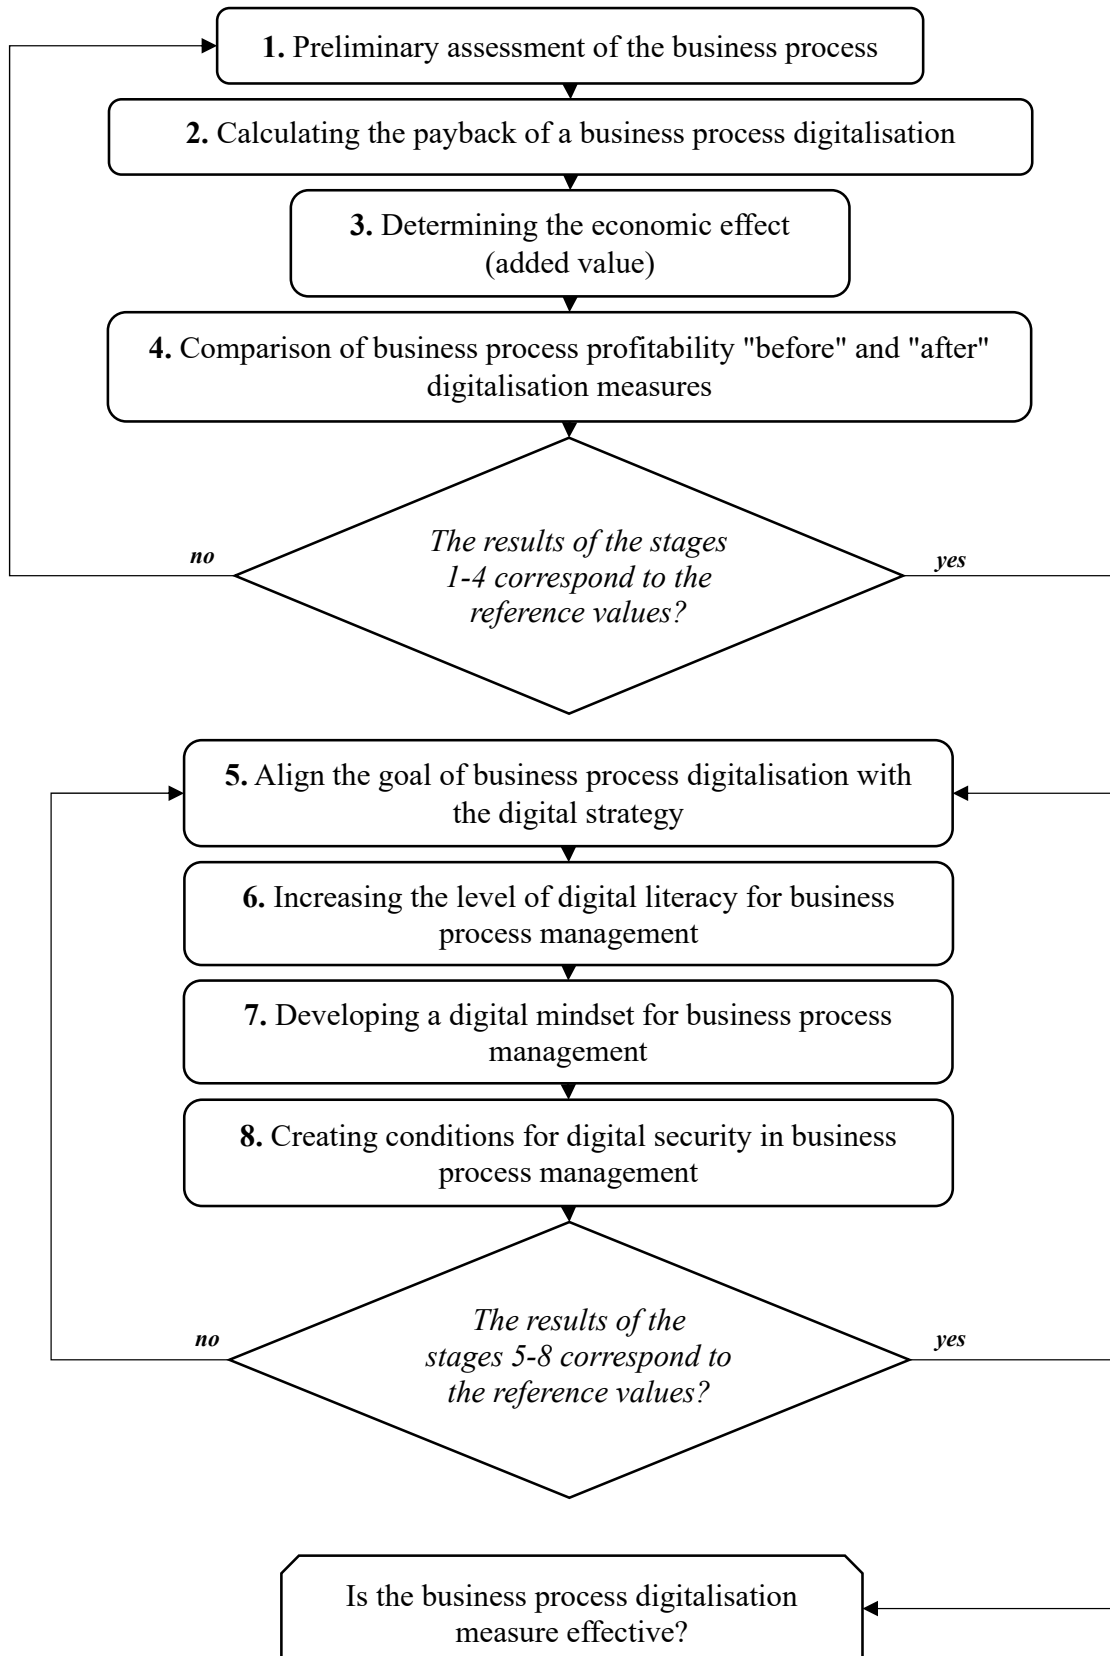 1. Preliminary assessment of the business process
2. Calculating the payback of a business process digitalisation
3. Determining the economic effect
(added value)
4. Comparison of business process profitability "before" and "after"
digitalisation measures
The results of the stages
1-4 correspond to the
reference values?
no
yes
5. Align the goal of business process digitalisation with
the digital strategy
6. Increasing the level of digital literacy for business
process management
7. Developing a digital mindset for business process
management
8. Creating conditions for digital security in business
process management
The results of the
stages 5-8 correspond to
the reference values?
no
yes
Is the business process digitalisation
measure effective?